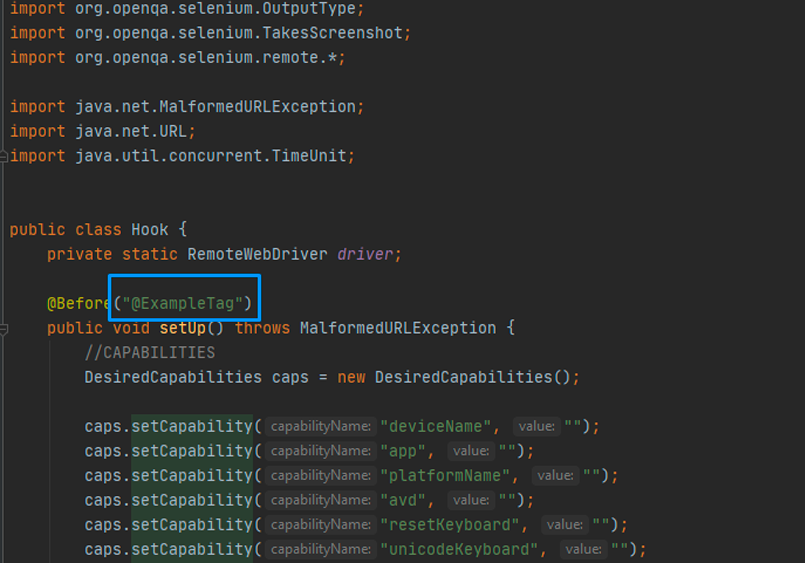 import org.openqa.selenium.OutputType;
import org.openqa.selenium.TakesScreenshot;
import org.openqa.selenium.remote.*;
import java.net.MalformedURLException;
import java.net.URL;
import java.util.concurrent.TimeUnit;
public class Hook {
private static RemoteWebDriver driver;
@Before("@ExampleTag")
public void setUp() throws MalformedURLException {
//CAPABILITIES
DesiredCapabilities caps = new DesiredCapabilities();
caps.setCapability( capabilityName: "deviceName", value: "");
caps.setCapability( capabilityName: "app", value: "");
caps.setCapability( capabilityName: "platformName", value: "");
caps.setCapability( capabilityName: "avd", value: "");
caps.setCapability( capabilityName: "resetKeyboard", value: "");
caps.setCapability( capabilityName: "unicodeKeyboard", value: "");